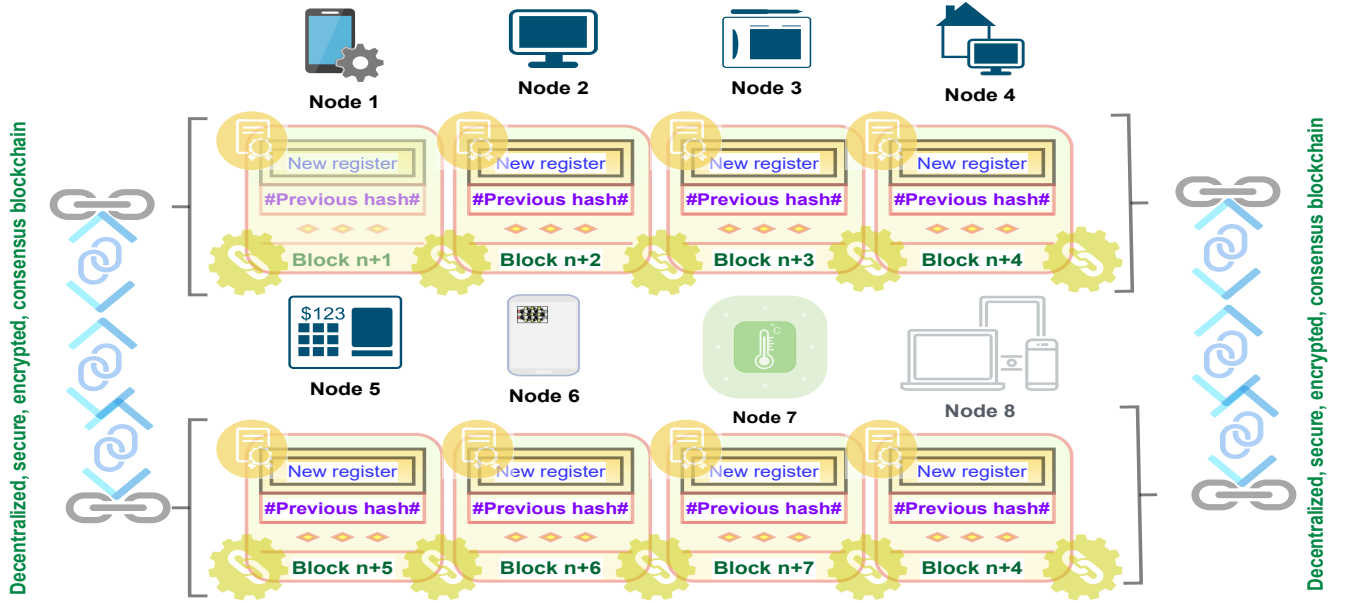 Node 1
Node 2
Node 3
Node 4
Decentralized, secure, encrypted, consensus blockchain
New register
New register
New register
New register
#Previous hash#
#Previous hash#
#Previous hash#
#Previous hash#
Block n+1
Block n+2
Block n+3
Block n+4
Decentralized, secure, encrypted, consensus blockchain
$123
°C
Node 5
Node 6
Node 7
Node 8
New register
New register
New register
New register
#Previous hash#
#Previous hash#
#Previous hash#
#Previous hash#
Block n+5
Block n+6
Block n+7
Block n+4